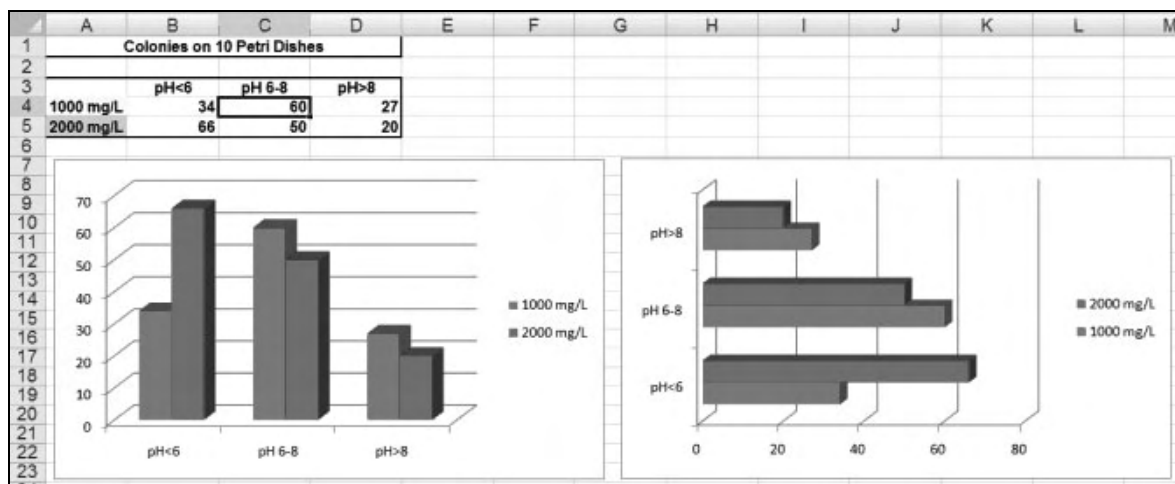 A B C D E F G H I J K L M
1 Colonies on 10 Petri Dishes
2
3 pH<6 pH 6-8 pH>8
4 1000 mg/L 34 60 27
5 2000 mg/L 66 50 20
6
7
8
9
10
11
12
13
14
15
16
17
18
19
20
21
22
23
70
60
50
40
30
20
10
0
pH<6 pH 6-8 pH>8
1000 mg/L
2000 mg/L
pH>8
pH 6-8
pH<6
0 20 40 60 80
2000 mg/L
1000 mg/L